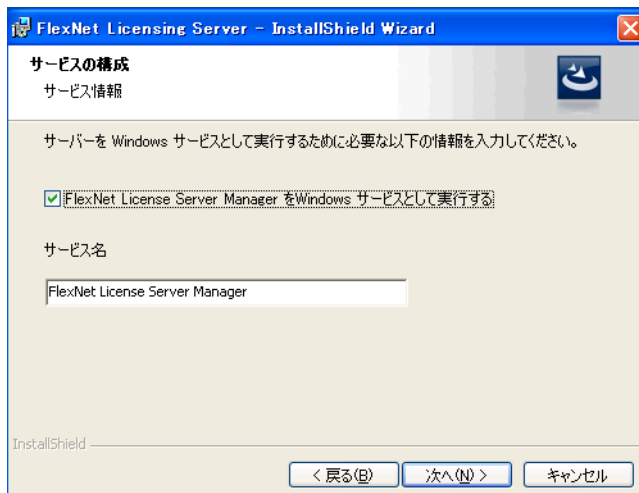 FlexNet Licensing Server - InstallShield Wizard
サービスの構成
サービス情報
サーバーを Windows サービスとして実行するために必要な以下の情報を入力してください。
FlexNet License Server Manager をWindows サービスとして実行する
サービス名
FlexNet License Server Manager
InstallShield
< 戻る(B) 次へ(N) > キャンセル